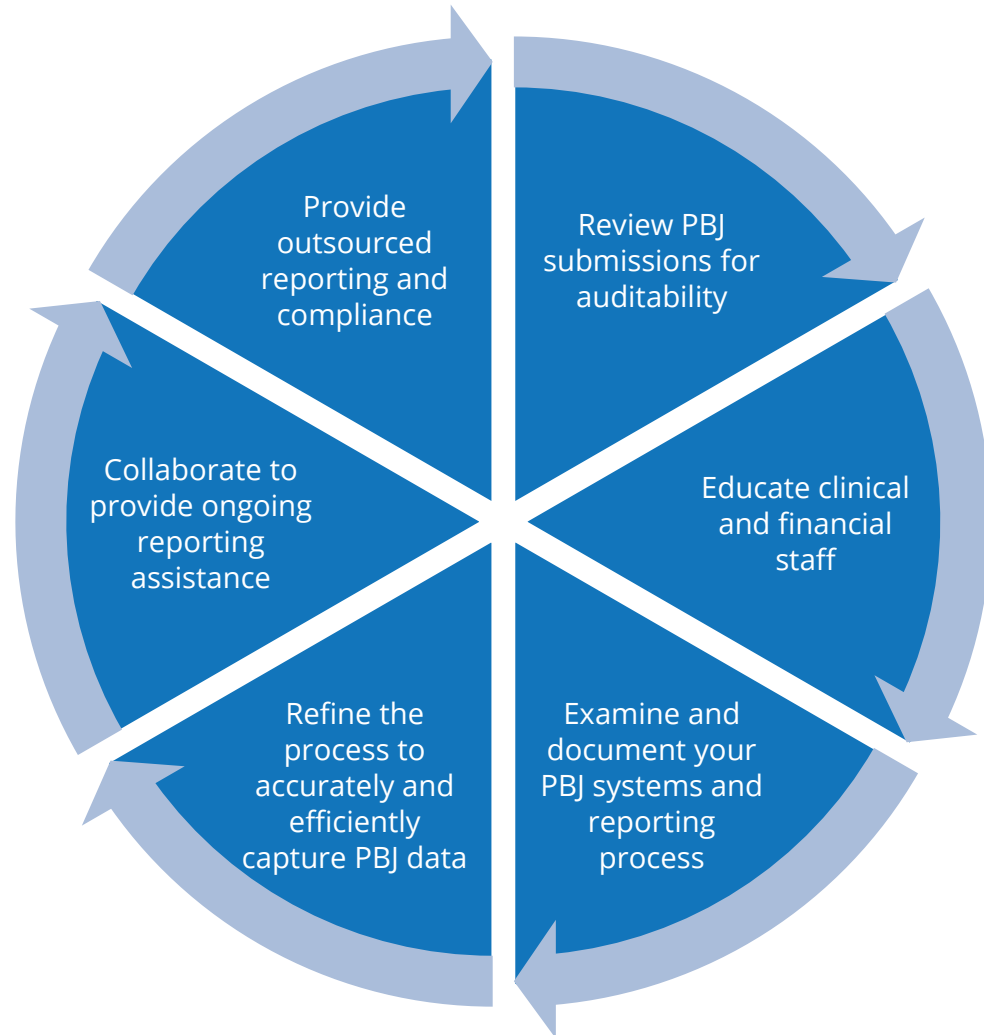 Provide
outsourced
reporting and
compliance
Review PBJ
submissions for
auditability
Educate clinical
and financial
staff
Examine and
document your
PBJ systems and
reporting
process
Refine the
process to
accurately and
efficiently
capture PBJ data
Collaborate to
provide ongoing
reporting
assistance